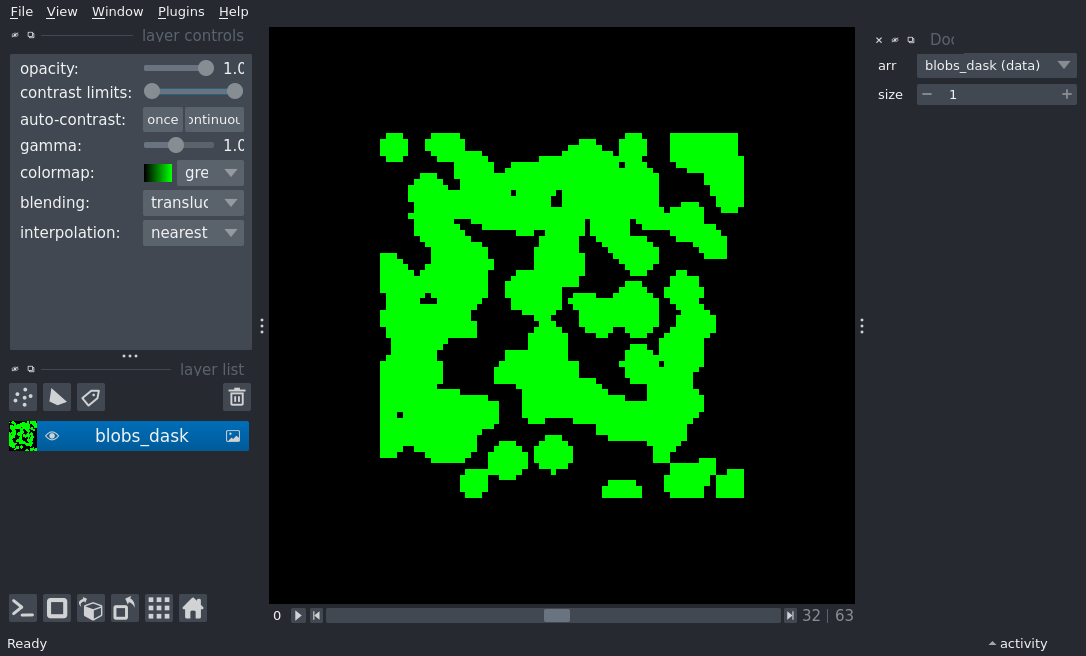 File View Window Plugins Help
layer controls
opacity: 1.0
contrast limits:
auto-contrast: once ontinuou
gamma: 1.0
colormap: gre
blending: transluc
interpolation: nearest
layer list
blobs_dask
0 32 | 63
Ready
Doc
arr blobs_dask (data)
size 1
activity